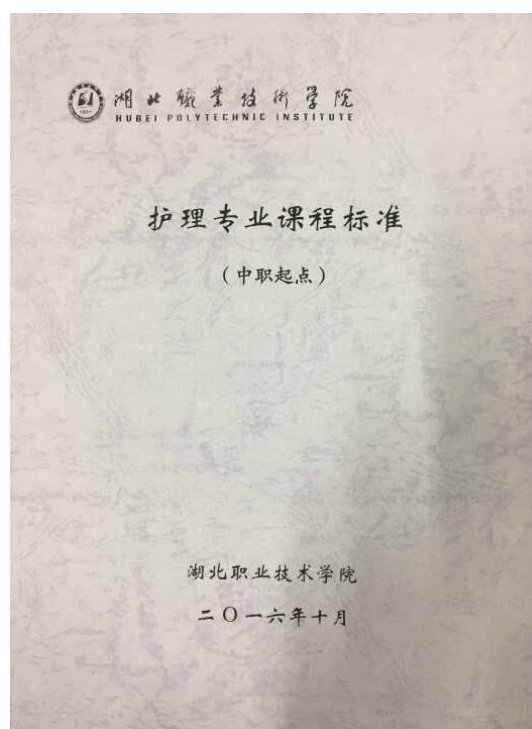 湖北職業技術學院
HUBEI POLYTECHNIC INSTITUTE
护理专业课程标准
（中职起点）
湖北职业技术学院
二〇一六年十月